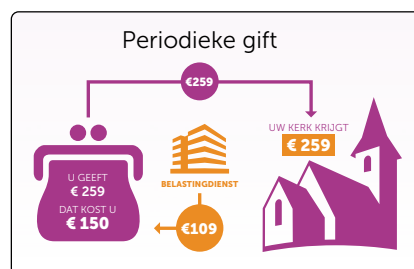 Periodieke gift
€259
UW KERK KRIJGT
€ 259
U GEEFT
€ 259
DAT KOST U
€ 150
BELASTINGDIENST
€109